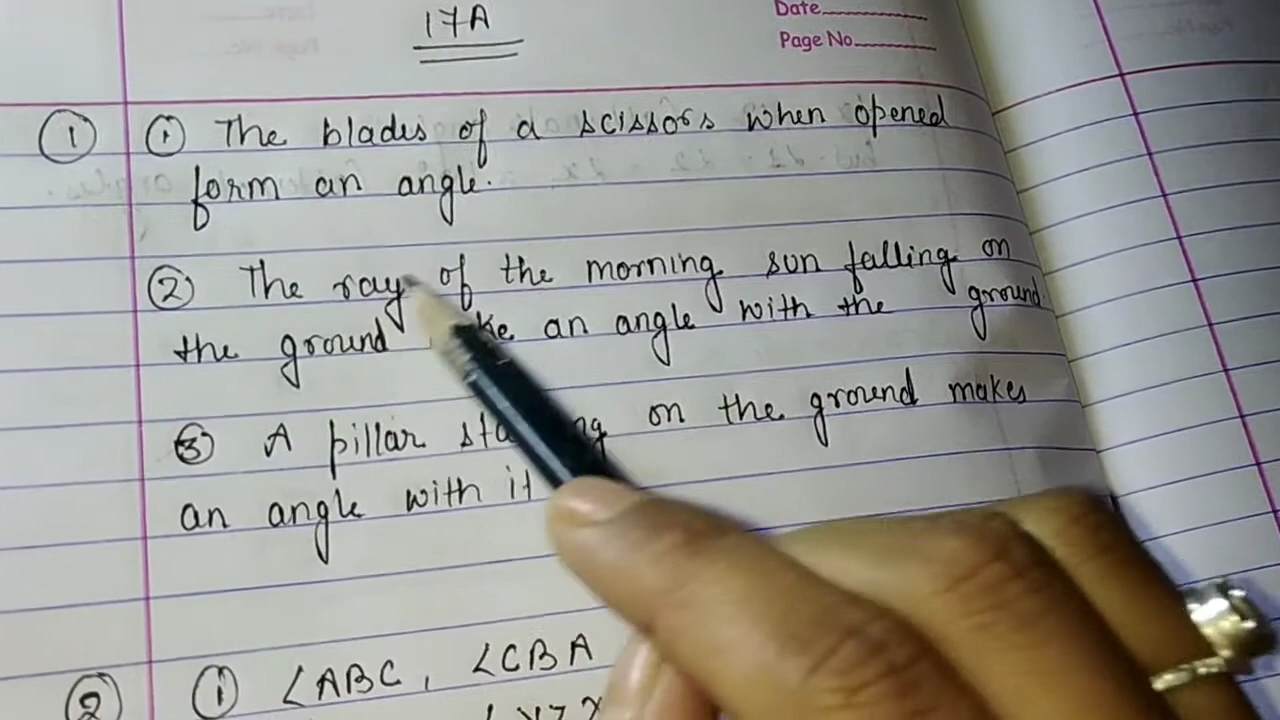 17A
Date
Page No.
① ① The blades of a scissors when opened
form an angle.
② The ray of the morning sun falling on
the ground an angle with the ground
③ A pillar on the ground makes
an angle with it
② ① ∠ABC, ∠CBA